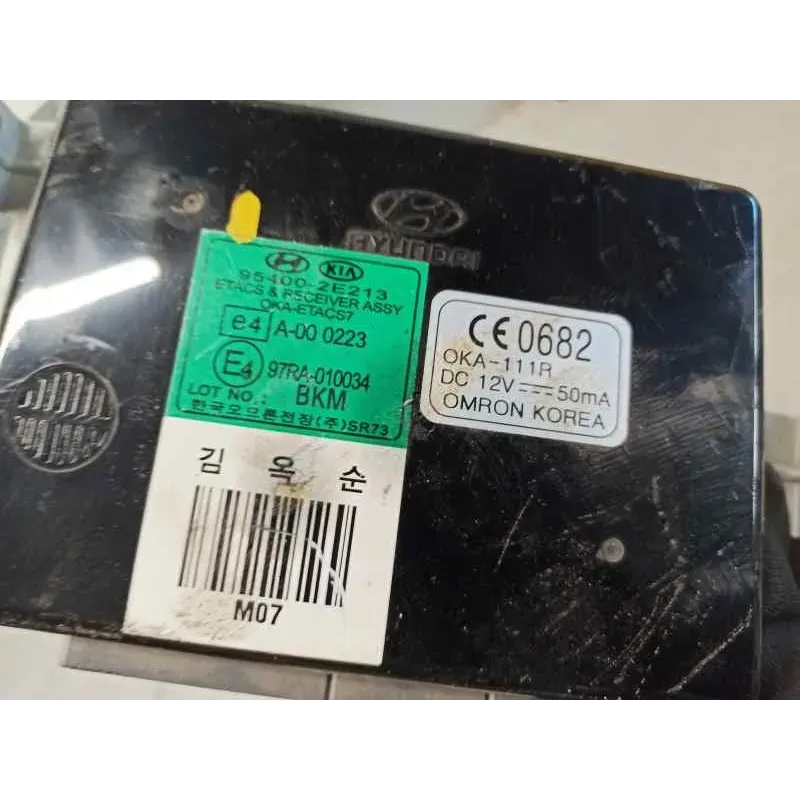 HYUNDAI
KIA
95400-2E213
ETACS & RECEIVER ASSY
OKA-ETACS7
e4 A-00 0223
E4 97RA-010034
LOT NO.: BKM
한국오므론전장(주)SR73
김 옥 순
M07
CE0682
OKA-111R
DC 12V ⎓ 50mA
OMRON KOREA